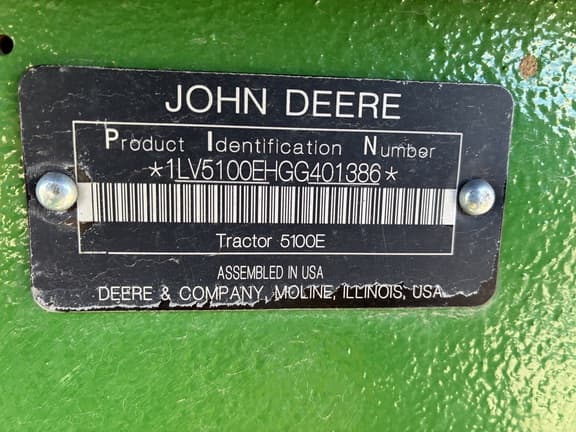 JOHN DEERE
Product Identification Number
*1LV5100EHGG401386*
Tractor 5100E
ASSEMBLED IN USA
DEERE & COMPANY, MOLINE, ILLINOIS, USA